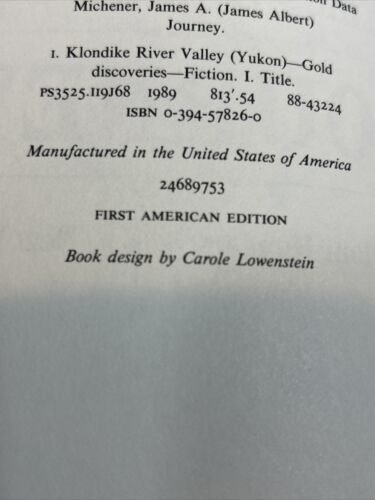 Data
Michener, James A. (James Albert)
Journey.
1. Klondike River Valley (Yukon)—Gold
discoveries—Fiction. I. Title.
PS3525.I19J68 1989 813'.54 88-43224
ISBN 0-394-57826-0
Manufactured in the United States of America
24689753
FIRST AMERICAN EDITION
Book design by Carole Lowenstein